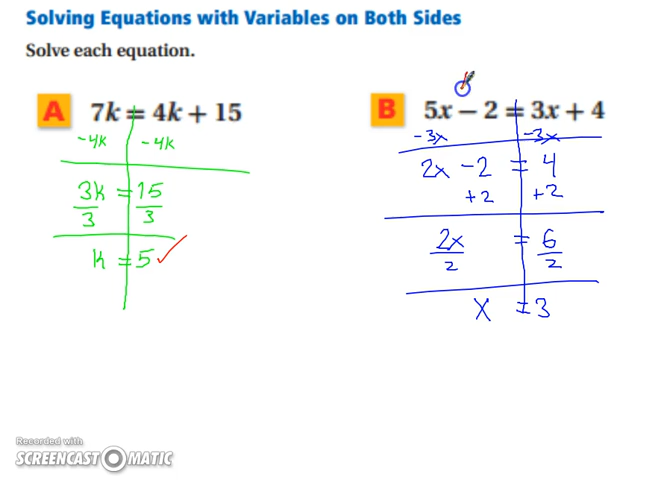 Solving Equations with Variables on Both Sides
Solve each equation.
A 7k = 4k + 15
-4k -4k
3k = 15
3 3
k = 5 ✓
B 5x − 2 = 3x + 4
-3x -3x
2x - 2 = 4
+2 +2
2x = 6
2 2
x = 3
Recorded with
SCREENCAST-O-MATIC